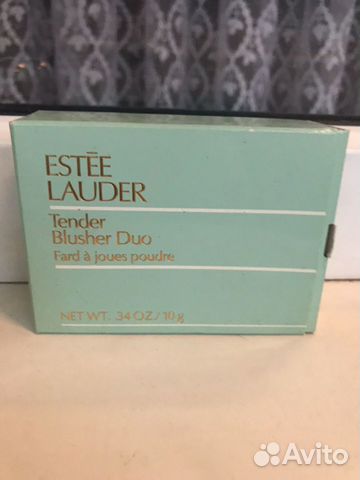 ESTĒE
LAUDER
Tender
Blusher Duo
Fard à joues poudre
NET WT. .34 OZ./10 g
Avito